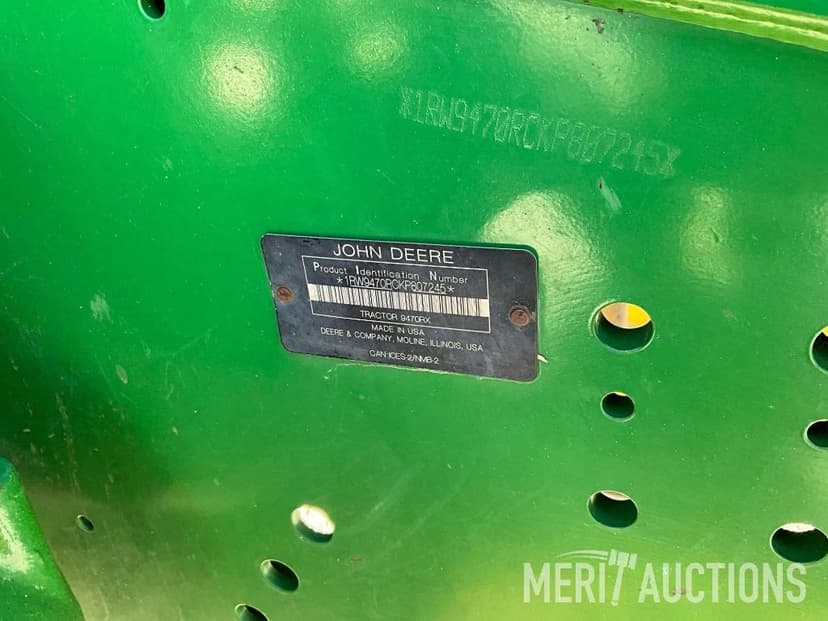 *1RW9470RCKP807245*
JOHN DEERE
Product Identification Number
*1RW9470RCKP807245*
TRACTOR 9470RX
MADE IN USA
DEERE & COMPANY, MOLINE, ILLINOIS, USA
CAN ICES-2/NMB-2
MERIT AUCTIONS